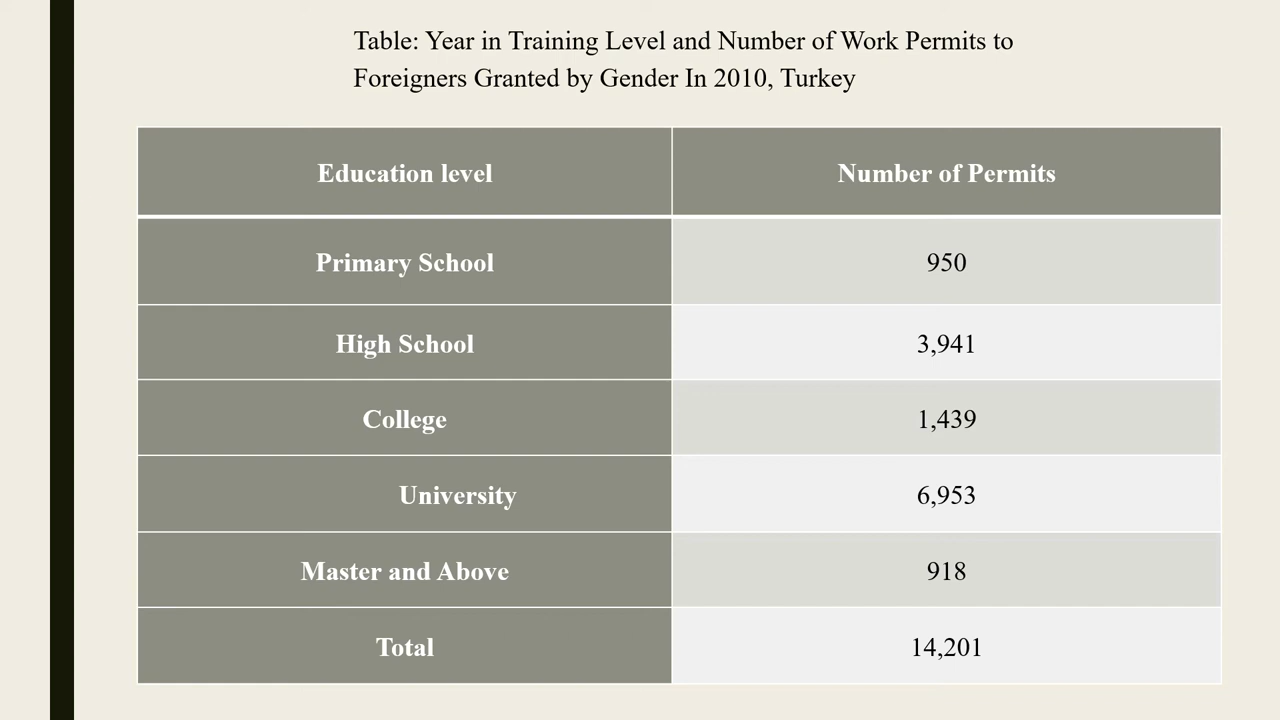 Table: Year in Training Level and Number of Work Permits to
Foreigners Granted by Gender In 2010, Turkey
Education level Number of Permits
Primary School 950
High School 3,941
College 1,439
University 6,953
Master and Above 918
Total 14,201